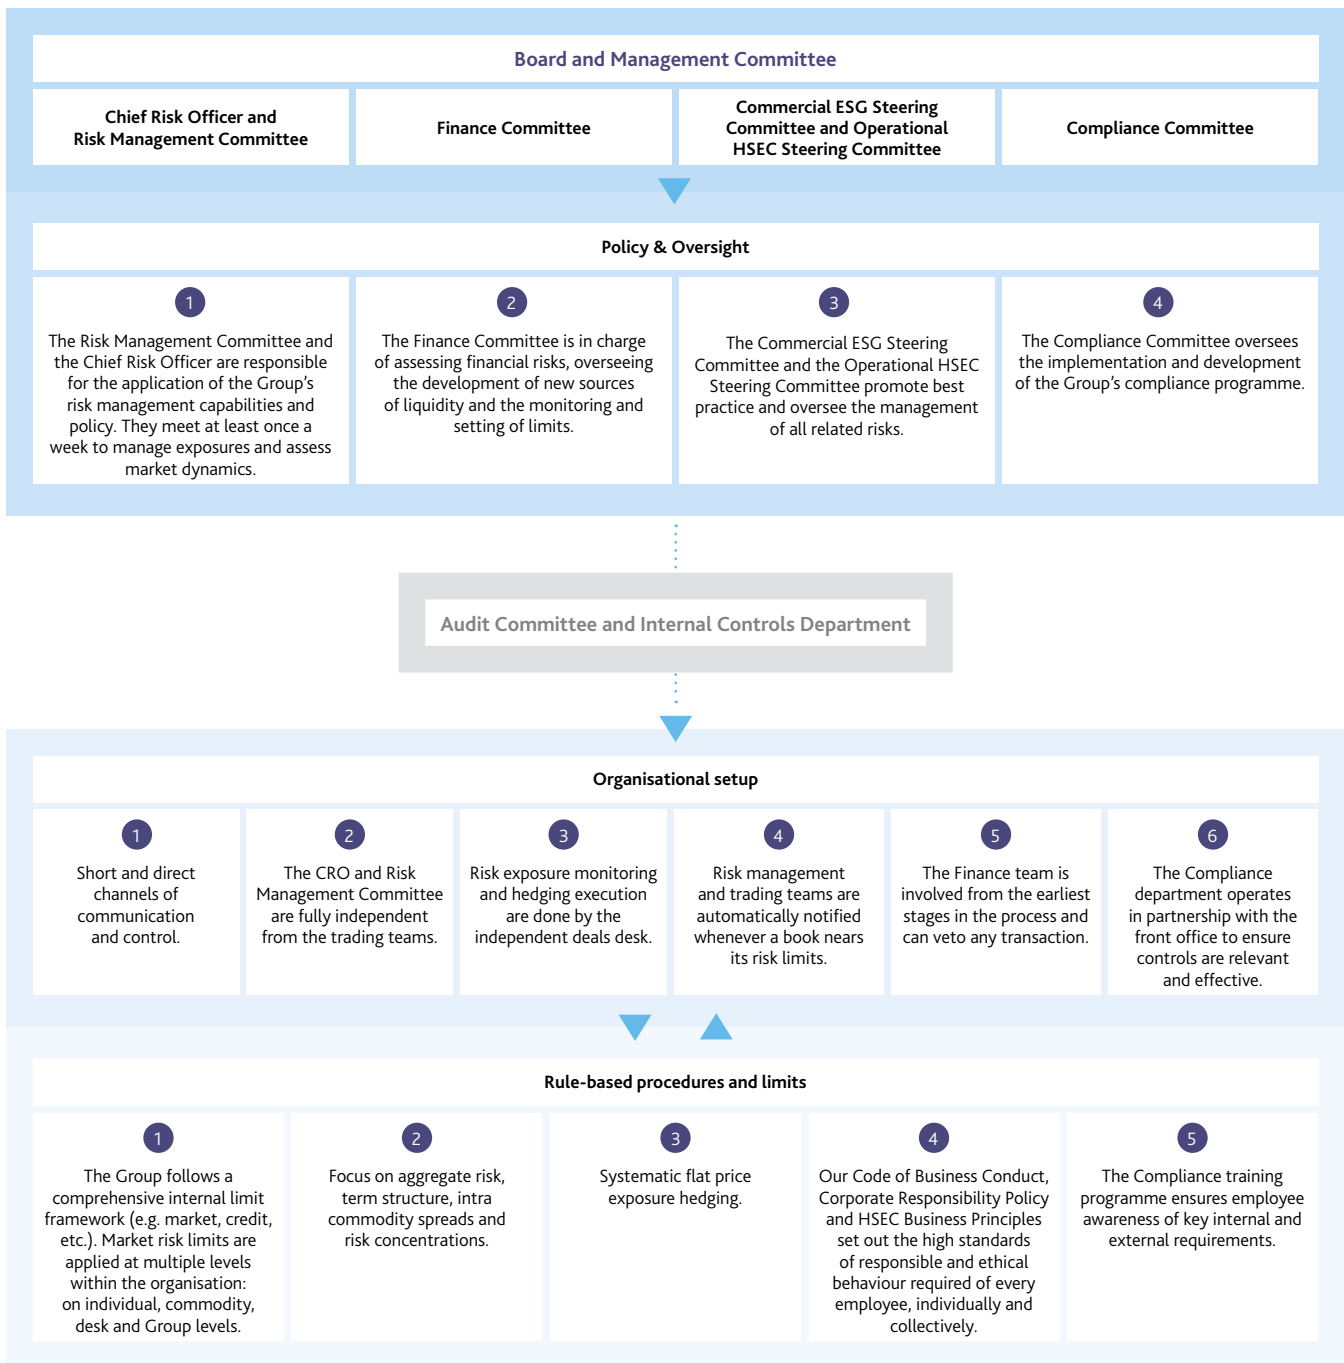 Board and Management Committee
Chief Risk Officer and
Risk Management Committee
Finance Committee
Commercial ESG Steering
Committee and Operational
HSEC Steering Committee
Compliance Committee
Policy & Oversight
1
The Risk Management Committee and
the Chief Risk Officer are responsible
for the application of the Group’s
risk management capabilities and
policy. They meet at least once a
week to manage exposures and assess
market dynamics.
2
The Finance Committee is in charge
of assessing financial risks, overseeing
the development of new sources
of liquidity and the monitoring and
setting of limits.
3
The Commercial ESG Steering
Committee and the Operational HSEC
Steering Committee promote best
practice and oversee the management
of all related risks.
4
The Compliance Committee oversees
the implementation and development
of the Group’s compliance programme.
Audit Committee and Internal Controls Department
Organisational setup
1
Short and direct
channels of
communication
and control.
2
The CRO and Risk
Management Committee
are fully independent
from the trading teams.
3
Risk exposure monitoring
and hedging execution
are done by the
independent deals desk.
4
Risk management
and trading teams are
automatically notified
whenever a book nears
its risk limits.
5
The Finance team is
involved from the earliest
stages in the process and
can veto any transaction.
6
The Compliance
department operates
in partnership with the
front office to ensure
controls are relevant
and effective.
Rule-based procedures and limits
1
The Group follows a
comprehensive internal limit
framework (e.g. market, credit,
etc.). Market risk limits are
applied at multiple levels
within the organisation:
on individual, commodity,
desk and Group levels.
2
Focus on aggregate risk,
term structure, intra
commodity spreads and
risk concentrations.
3
Systematic flat price
exposure hedging.
4
Our Code of Business Conduct,
Corporate Responsibility Policy
and HSEC Business Principles
set out the high standards
of responsible and ethical
behaviour required of every
employee, individually and
collectively.
5
The Compliance training
programme ensures employee
awareness of key internal and
external requirements.